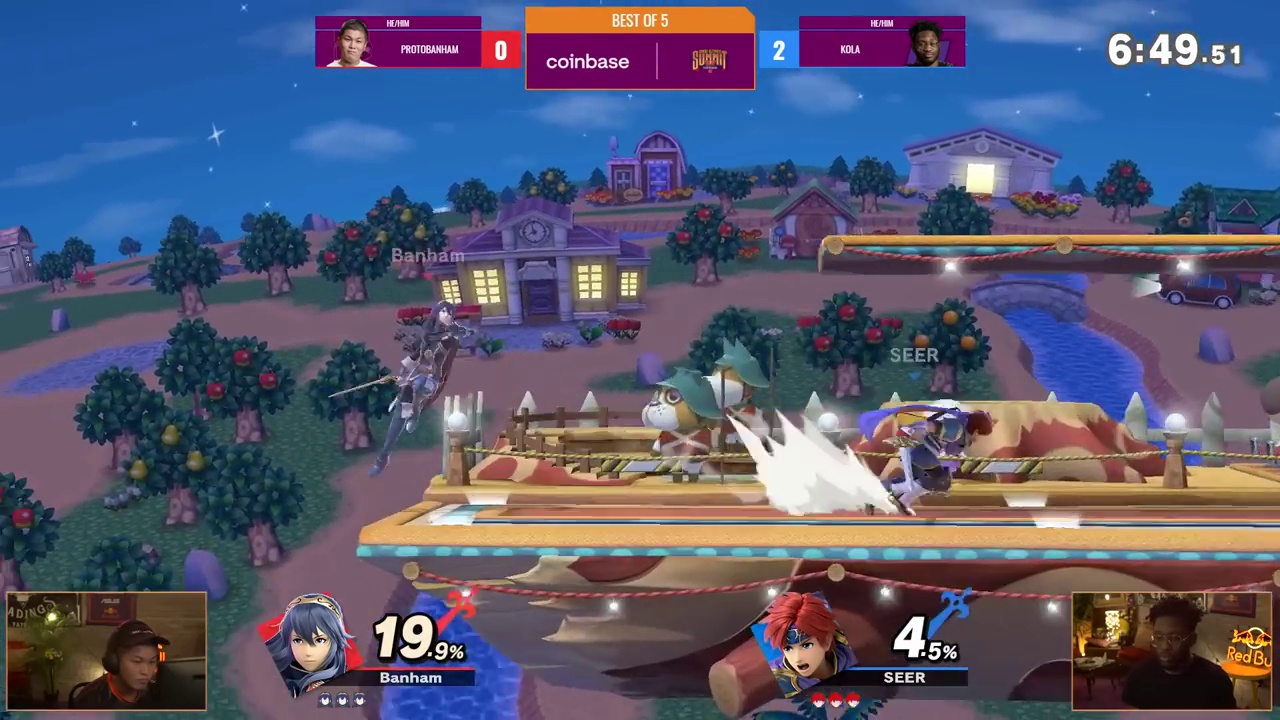 HE/HIM
PROTOBANHAM
0
BEST OF 5
coinbase
SUMMIT
2
HE/HIM
KOLA
6:49.51
Banham
SEER
19.9%
Banham
4.5%
SEER